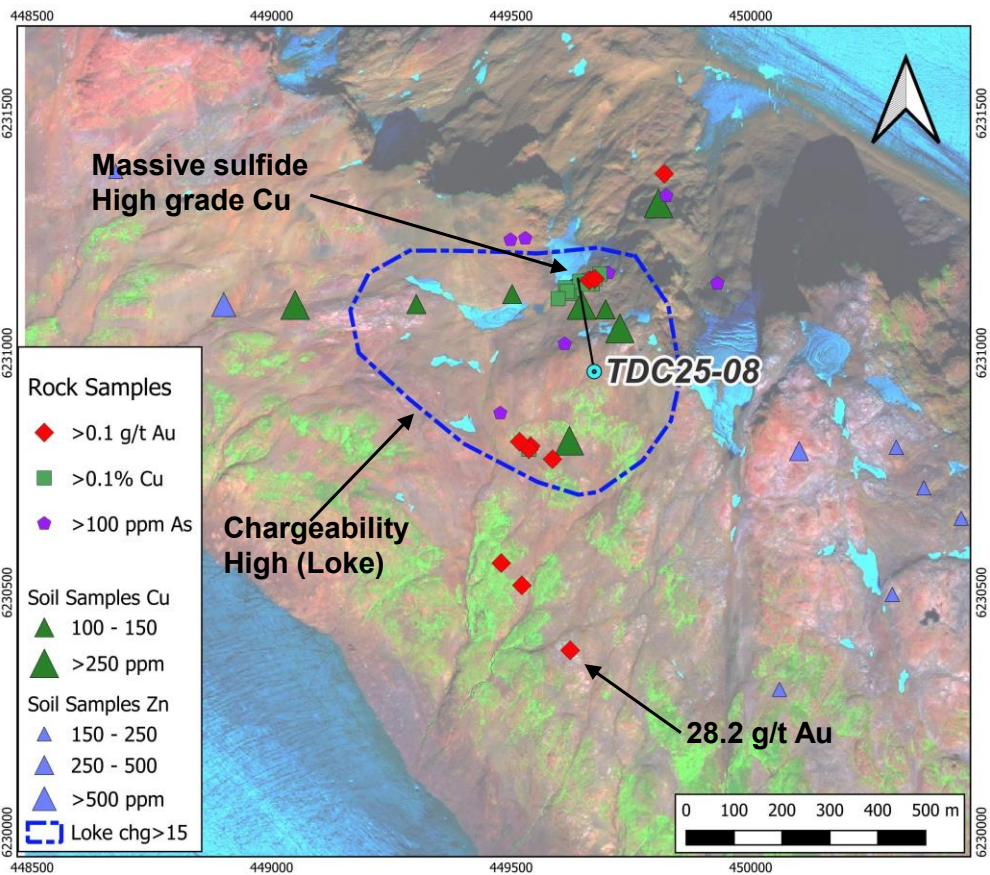 448500 449000 449500 450000
6231500 6231500
Massive sulfide
High grade Cu
6231000 6231000
TDC25-08
Rock Samples
>0.1 g/t Au
>0.1% Cu
>100 ppm As
Chargeability
High (Loke)
6230500 6230500
Soil Samples Cu
100 - 150
>250 ppm
Soil Samples Zn
150 - 250
250 - 500
>500 ppm
Loke chg>15
28.2 g/t Au
0 100 200 300 400 500 m
6230000 6230000
448500 449000 449500 450000